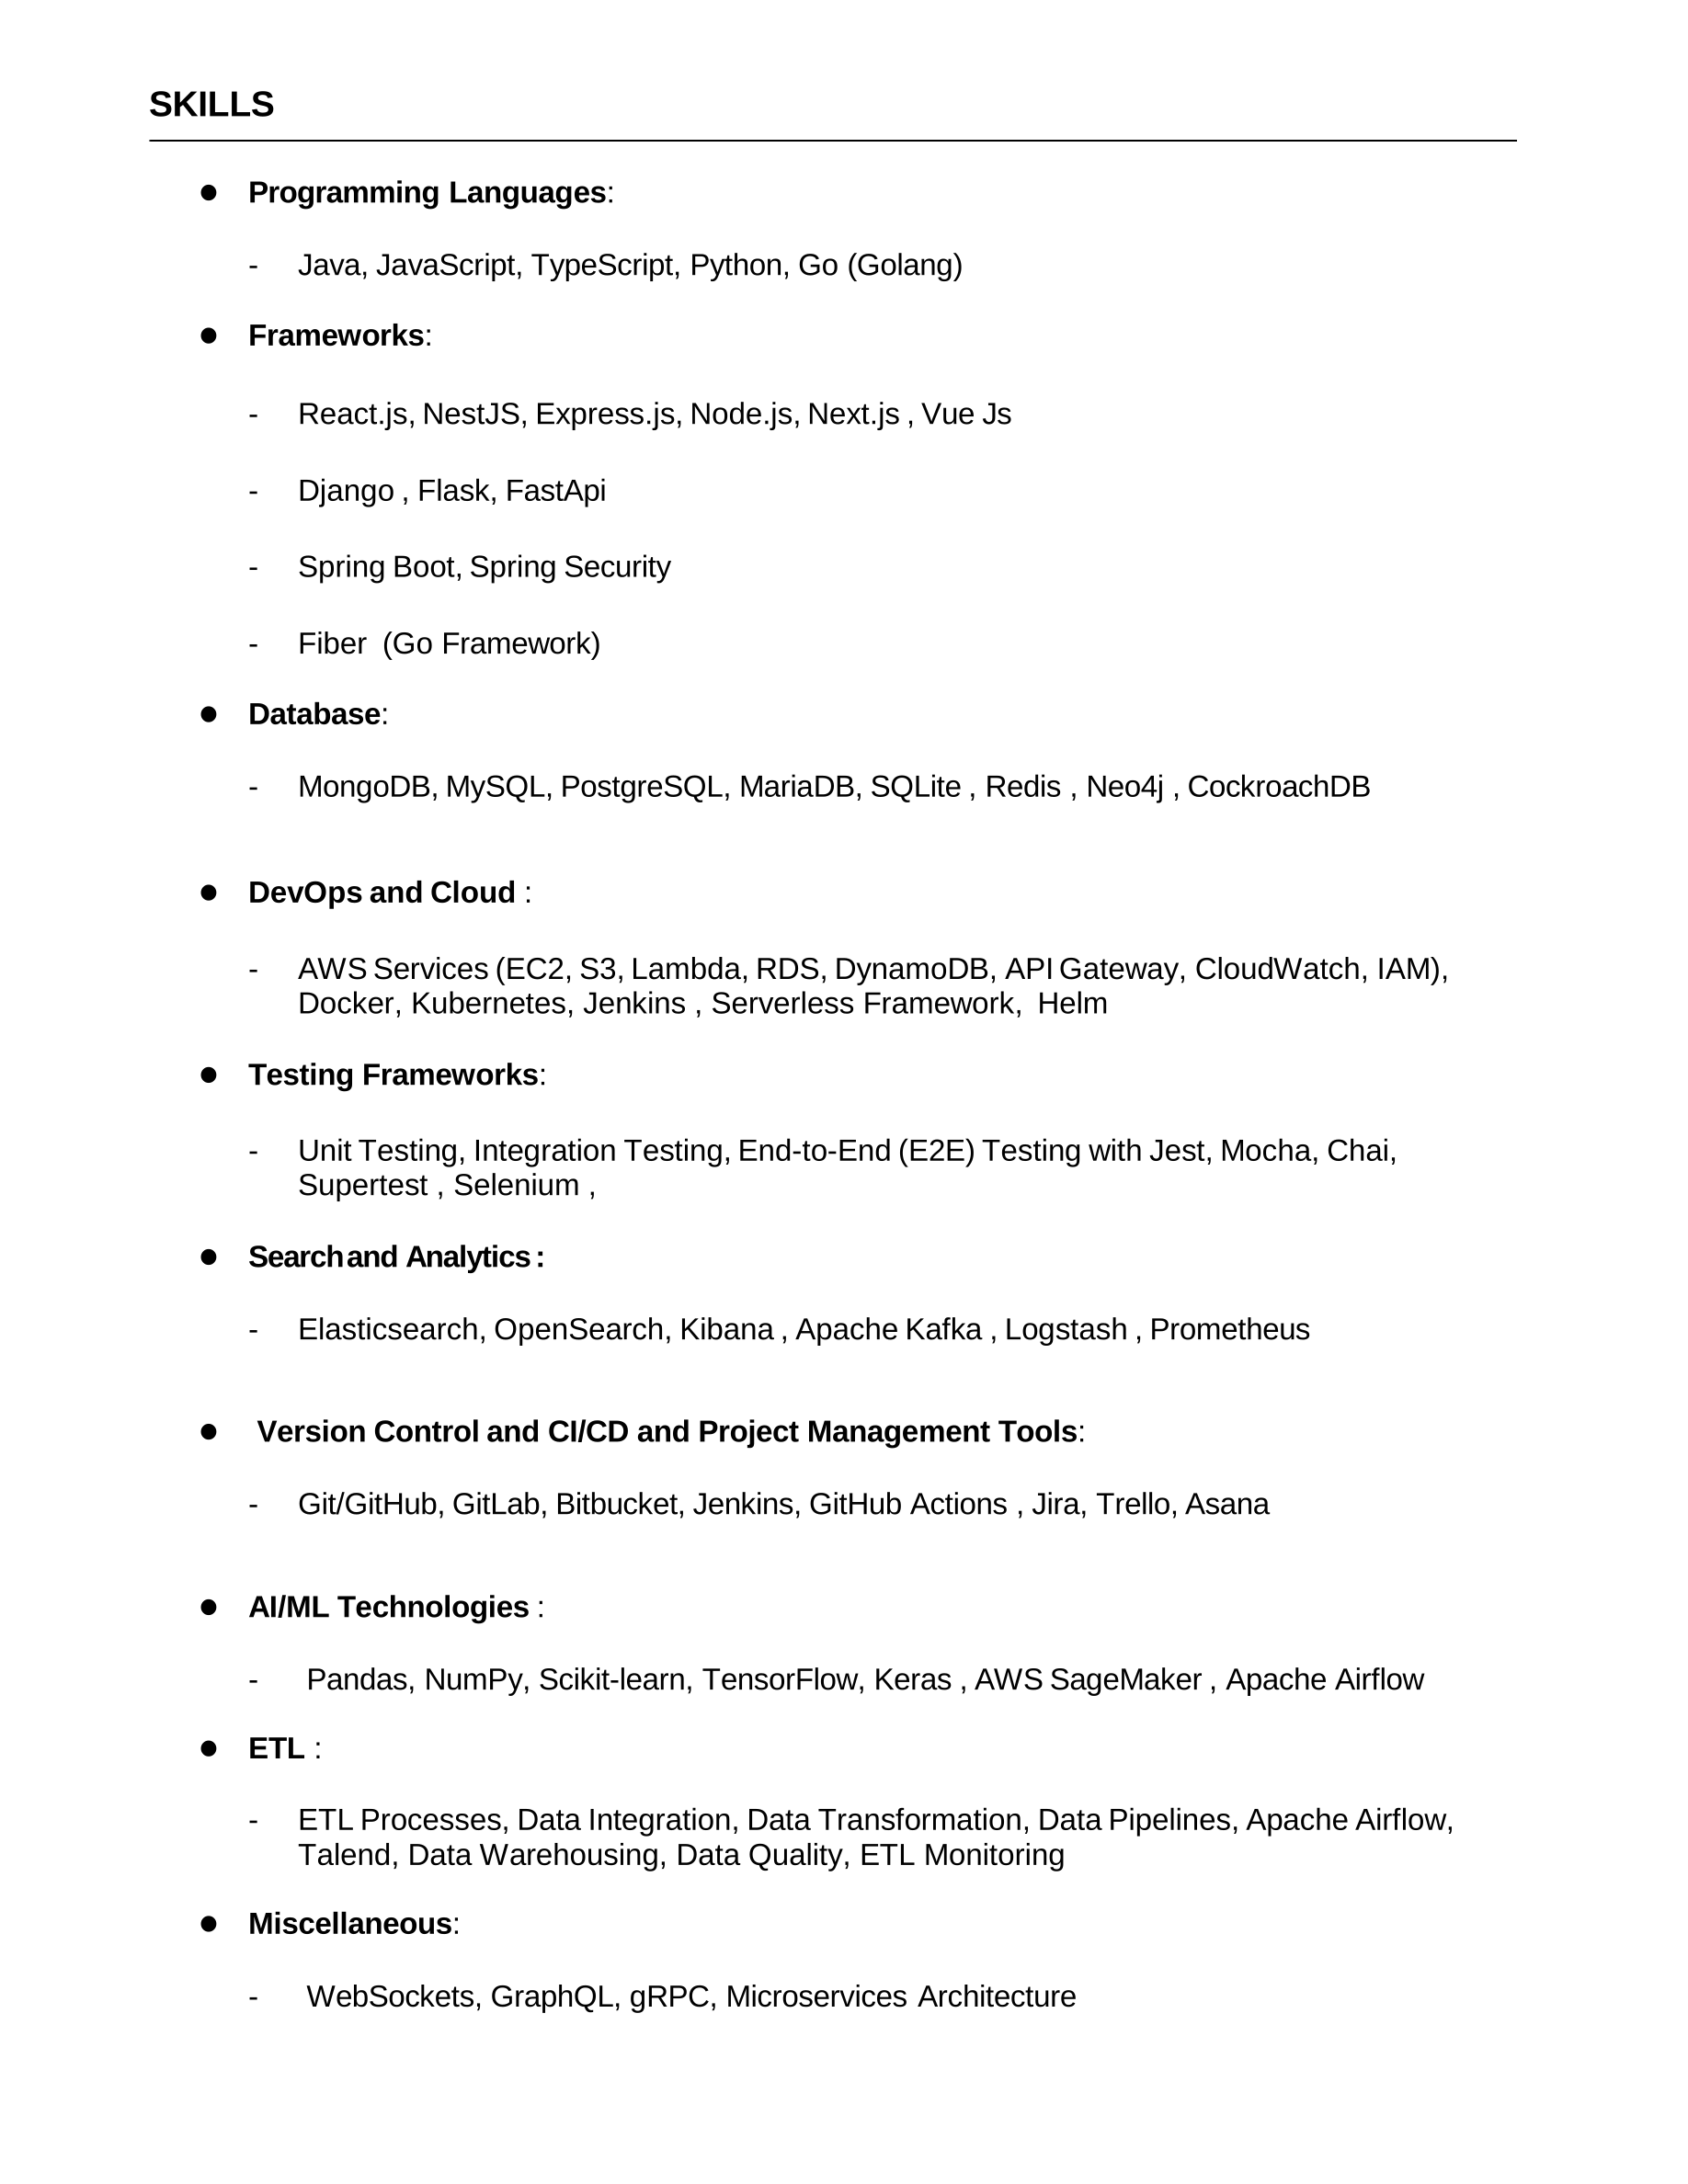 SKILLS
● Programming Languages:
- Java, JavaScript, TypeScript, Python, Go (Golang)
● Frameworks:
- React.js, NestJS, Express.js, Node.js, Next.js , Vue Js
- Django , Flask, FastApi
- Spring Boot, Spring Security
- Fiber  (Go Framework)
● Database:
- MongoDB, MySQL, PostgreSQL, MariaDB, SQLite , Redis , Neo4j , CockroachDB
● DevOps and Cloud :
- AWS Services (EC2, S3, Lambda, RDS, DynamoDB, API Gateway, CloudWatch, IAM),
Docker, Kubernetes, Jenkins , Serverless Framework,  Helm
● Testing Frameworks:
- Unit Testing, Integration Testing, End-to-End (E2E) Testing with Jest, Mocha, Chai,
Supertest , Selenium ,
● Search and Analytics :
- Elasticsearch, OpenSearch, Kibana , Apache Kafka , Logstash , Prometheus
● Version Control and CI/CD and Project Management Tools:
- Git/GitHub, GitLab, Bitbucket, Jenkins, GitHub Actions , Jira, Trello, Asana
● AI/ML Technologies :
- Pandas, NumPy, Scikit-learn, TensorFlow, Keras , AWS SageMaker , Apache Airflow
● ETL :
- ETL Processes, Data Integration, Data Transformation, Data Pipelines, Apache Airflow,
Talend, Data Warehousing, Data Quality, ETL Monitoring
● Miscellaneous:
- WebSockets, GraphQL, gRPC, Microservices Architecture